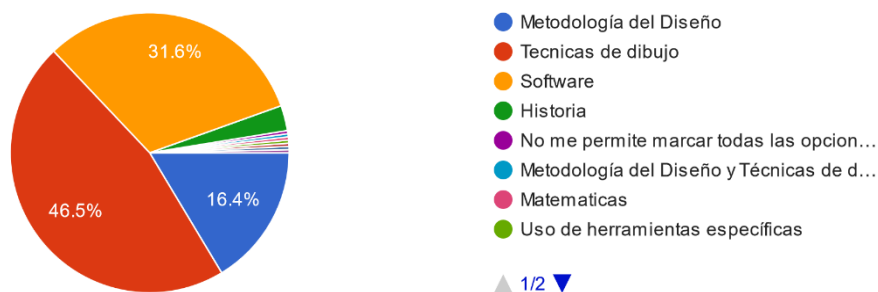 31.6%
46.5%
16.4%
Metodología del Diseño
Tecnicas de dibujo
Software
Historia
No me permite marcar todas las opcion…
Metodología del Diseño y Técnicas de d…
Matematicas
Uso de herramientas específicas
1/2